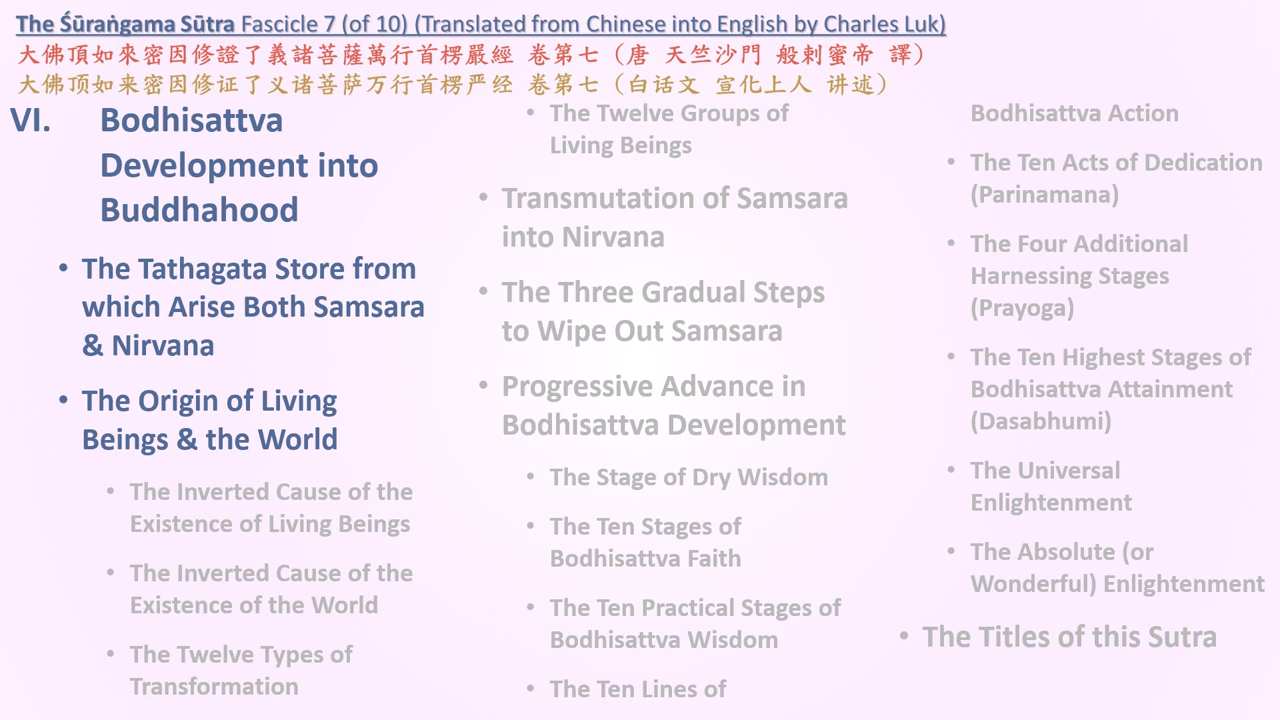 The Śūraṅgama Sūtra Fascicle 7 (of 10) (Translated from Chinese into English by Charles Luk)
大佛頂如來密因修證了義諸菩薩萬行首楞嚴經 卷第七（唐 天竺沙門 般剌蜜帝 譯）
大佛顶如来密因修证了义诸菩萨万行首楞严经 卷第七（白话文 宣化上人 讲述）
VI. Bodhisattva
Development into
Buddhahood
• The Tathagata Store from
which Arise Both Samsara
& Nirvana
• The Origin of Living
Beings & the World
• The Inverted Cause of the
Existence of Living Beings
• The Inverted Cause of the
Existence of the World
• The Twelve Types of
Transformation
• The Twelve Groups of
Living Beings
• Transmutation of Samsara
into Nirvana
• The Three Gradual Steps
to Wipe Out Samsara
• Progressive Advance in
Bodhisattva Development
• The Stage of Dry Wisdom
• The Ten Stages of
Bodhisattva Faith
• The Ten Practical Stages of
Bodhisattva Wisdom
• The Ten Lines of
Bodhisattva Action
• The Ten Acts of Dedication
(Parinamana)
• The Four Additional
Harnessing Stages
(Prayoga)
• The Ten Highest Stages of
Bodhisattva Attainment
(Dasabhumi)
• The Universal
Enlightenment
• The Absolute (or
Wonderful) Enlightenment
• The Titles of this Sutra